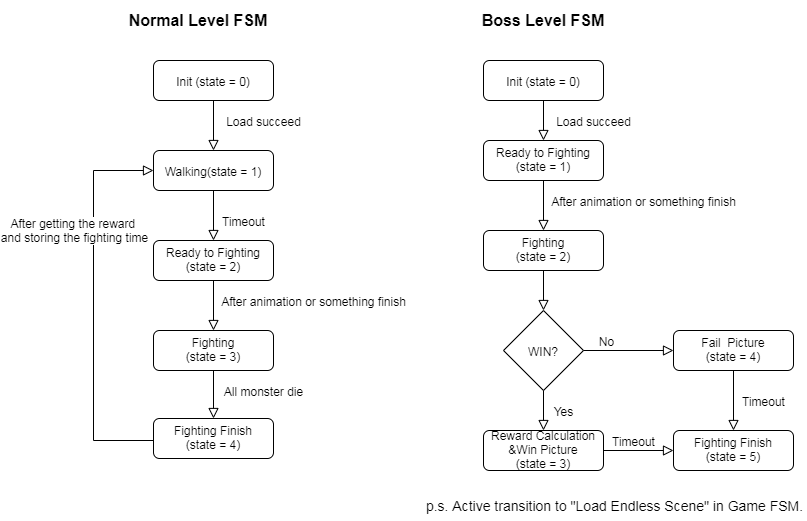 Normal Level FSM
Init (state = 0)
Load succeed
Walking(state = 1)
After getting the reward
and storing the fighting time
Timeout
Ready to Fighting
(state = 2)
After animation or something finish
Fighting
(state = 3)
All monster die
Fighting Finish
(state = 4)
Boss Level FSM
Init (state = 0)
Load succeed
Ready to Fighting
(state = 1)
After animation or something finish
Fighting
(state = 2)
WIN?
No
Fail Picture
(state = 4)
Timeout
Yes
Reward Calculation
&Win Picture
(state = 3)
Timeout
Fighting Finish
(state = 5)
p.s. Active transition to "Load Endless Scene" in Game FSM.